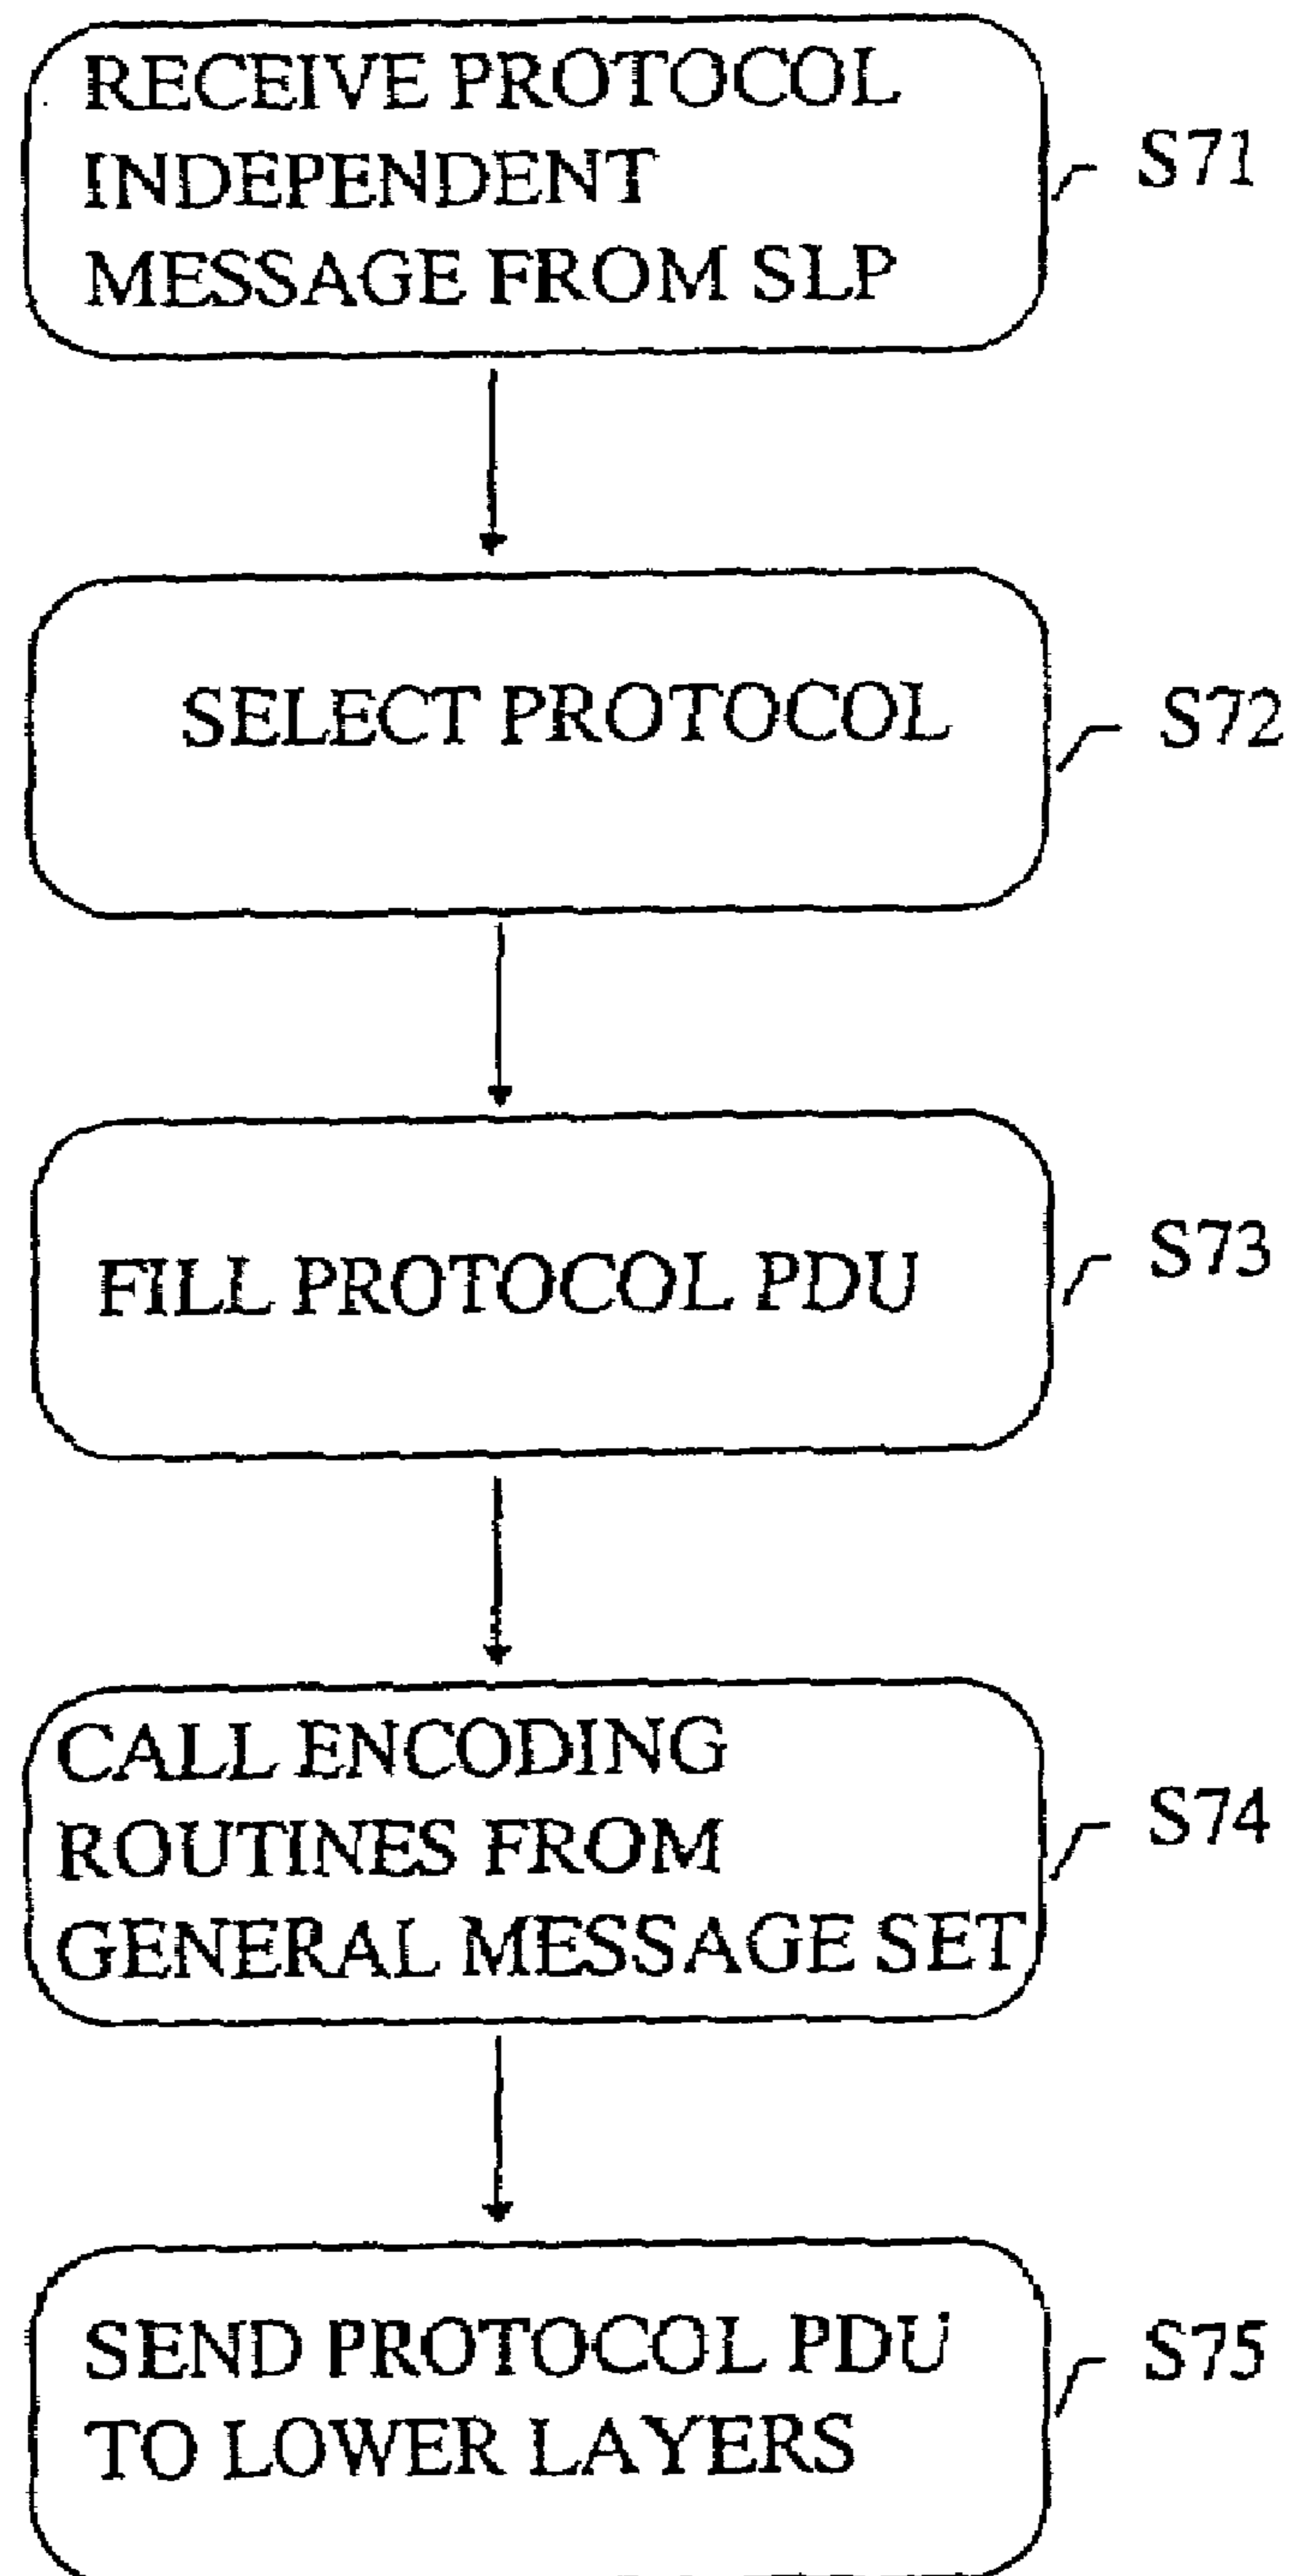 RECEIVE PROTOCOL
INDEPENDENT
MESSAGE FROM SLP
S71
SELECT PROTOCOL
S72
FILL PROTOCOL PDU
S73
CALL ENCODING
ROUTINES FROM
GENERAL MESSAGE SET
S74
SEND PROTOCOL PDU
TO LOWER LAYERS
S75